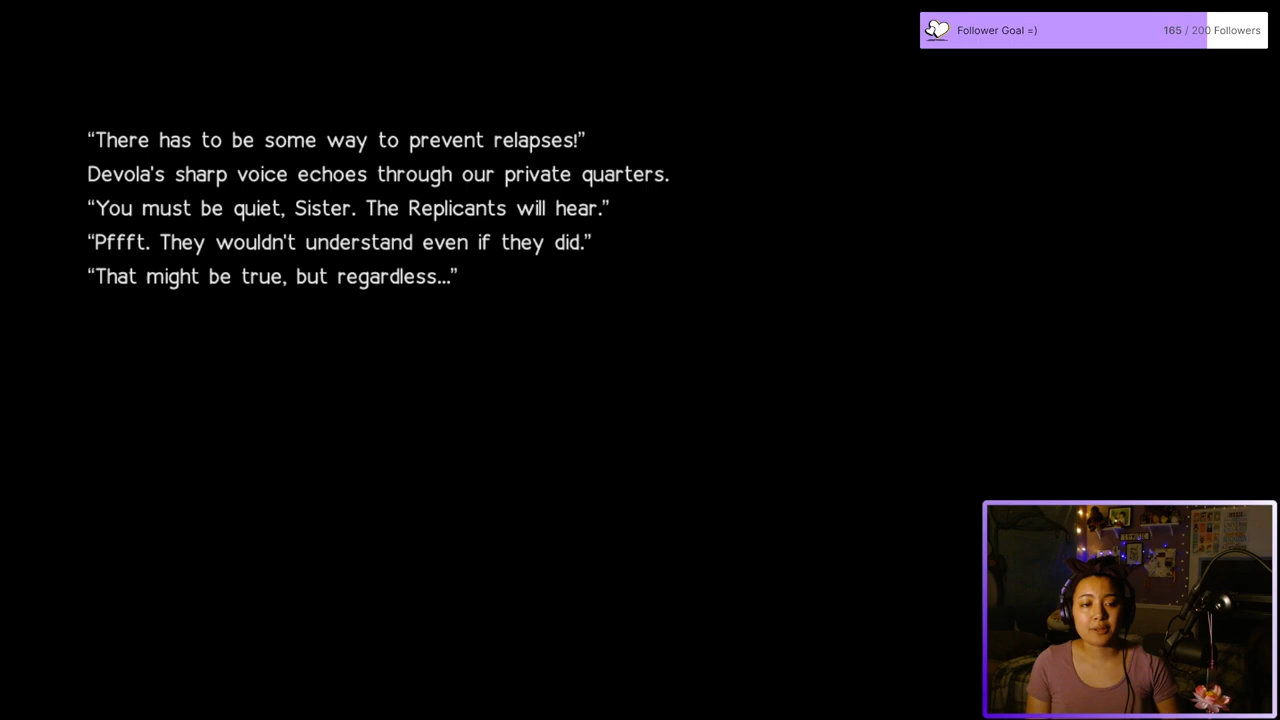 Follower Goal =)
165 / 200 Followers
“There has to be some way to prevent relapses!”
Devola's sharp voice echoes through our private quarters.
“You must be quiet, Sister. The Replicants will hear.”
“Pffft. They wouldn't understand even if they did.”
“That might be true, but regardless...”